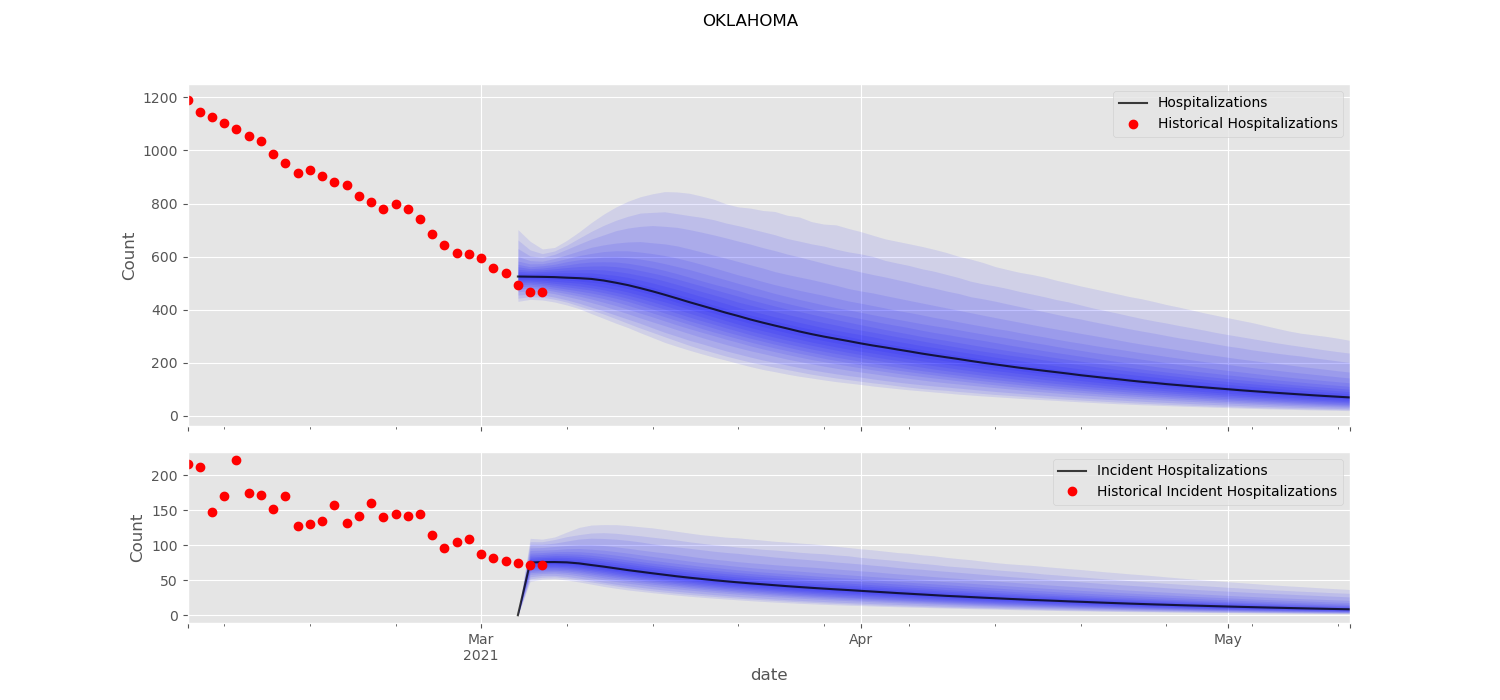 OKLAHOMA
1200
1000
800
600
400
200
0
Count
Hospitalizations
Historical Hospitalizations
200
150
100
50
0
Count
Incident Hospitalizations
Historical Incident Hospitalizations
Mar
2021
Apr
May
date